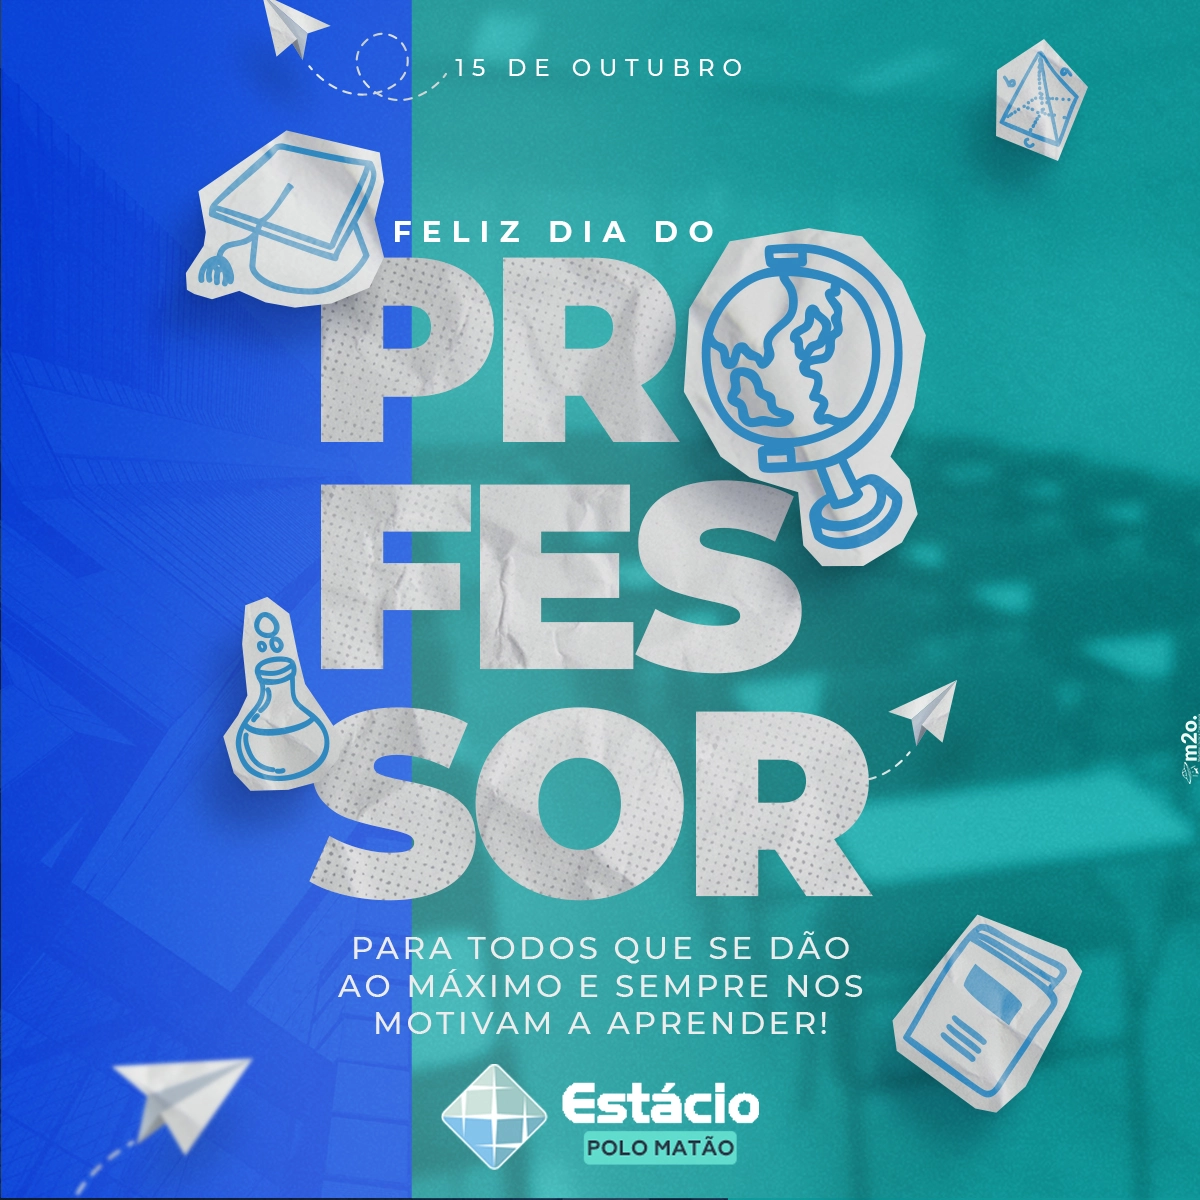 15 DE OUTUBRO
FELIZ DIA DO
PR
FES
SOR
PARA TODOS QUE SE DÃO
AO MÁXIMO E SEMPRE NOS
MOTIVAM A APRENDER!
Estácio
POLO MATÃO
m2o.